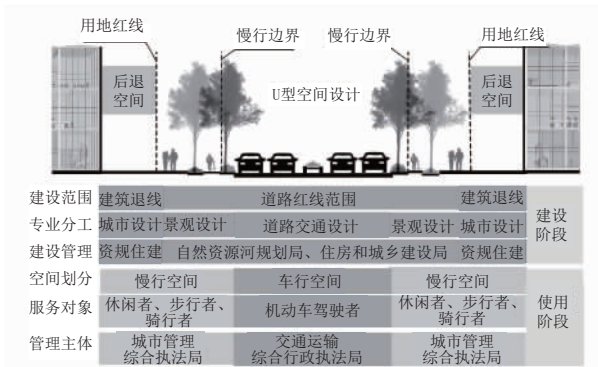 用地红线
慢行边界 慢行边界
用地红线
后退
空间
U型空间设计
后退
空间
建设范围 建筑退线 道路红线范围 建筑退线
专业分工 城市设计 景观设计 道路交通设计 景观设计 城市设计
建设管理 资规住建 自然资源河规划局、住房和城乡建设局 资规住建
建设
阶段
空间划分 慢行空间 车行空间 慢行空间
服务对象 休闲者、步行者、
骑行者 机动车驾驶者 休闲者、步行者、
骑行者
使用
阶段
管理主体 城市管理
综合执法局 交通运输
综合行政执法局 城市管理
综合执法局